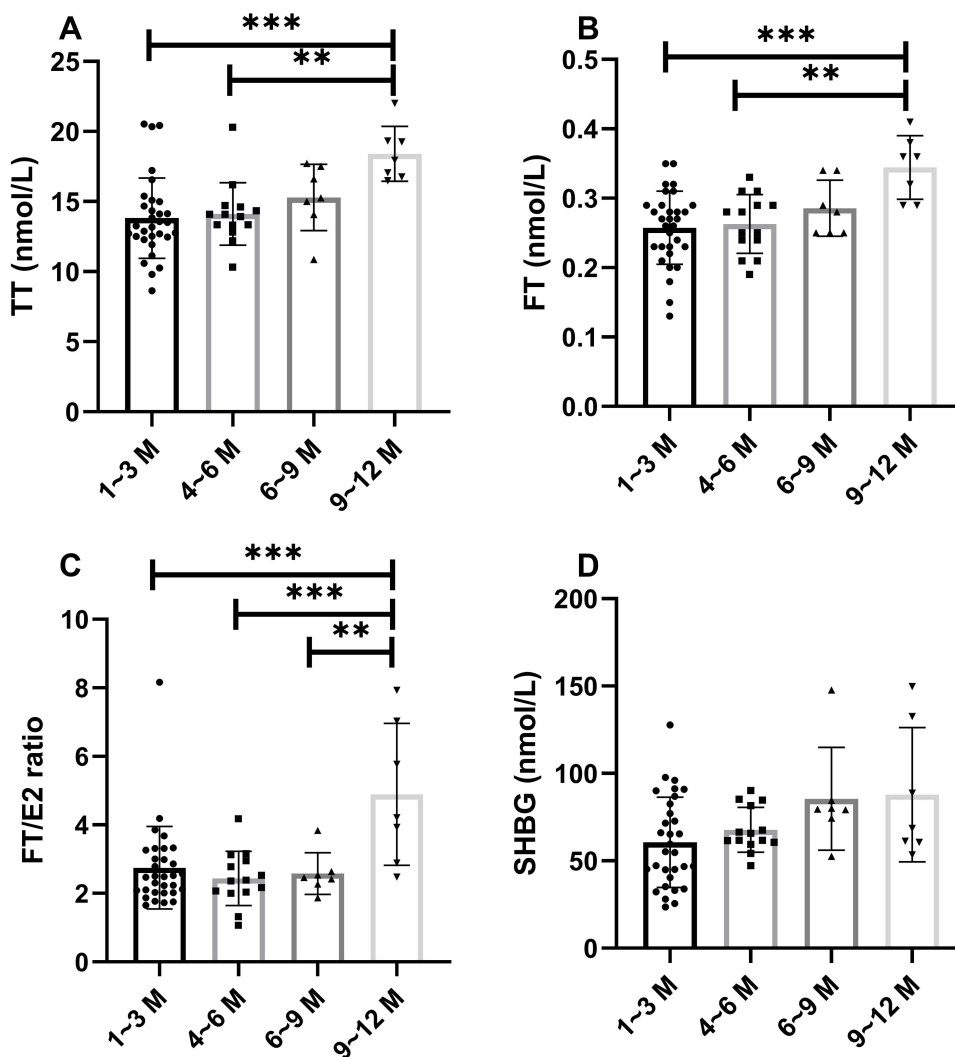 A
***
**
TT (nmol/L)
25
20
15
10
5
0
1~3 M
4~6 M
6~9 M
9~12 M
B
***
**
FT (nmol/L)
0.5
0.4
0.3
0.2
0.1
0.0
1~3 M
4~6 M
6~9 M
9~12 M
C
***
***
**
FT/E2 ratio
10
8
6
4
2
0
1~3 M
4~6 M
6~9 M
9~12 M
D
SHBG (nmol/L)
200
150
100
50
0
1~3 M
4~6 M
6~9 M
9~12 M